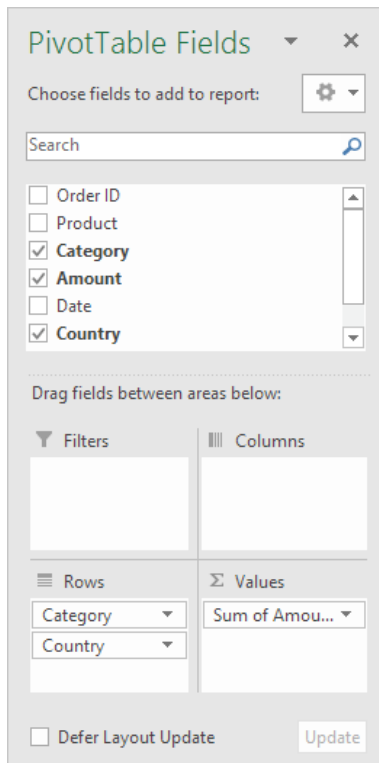 PivotTable Fields
Choose fields to add to report:
Search
Order ID
Product
Category
Amount
Date
Country
Drag fields between areas below:
Filters
Columns
Rows
Σ Values
Category
Sum of Amou...
Country
Defer Layout Update
Update